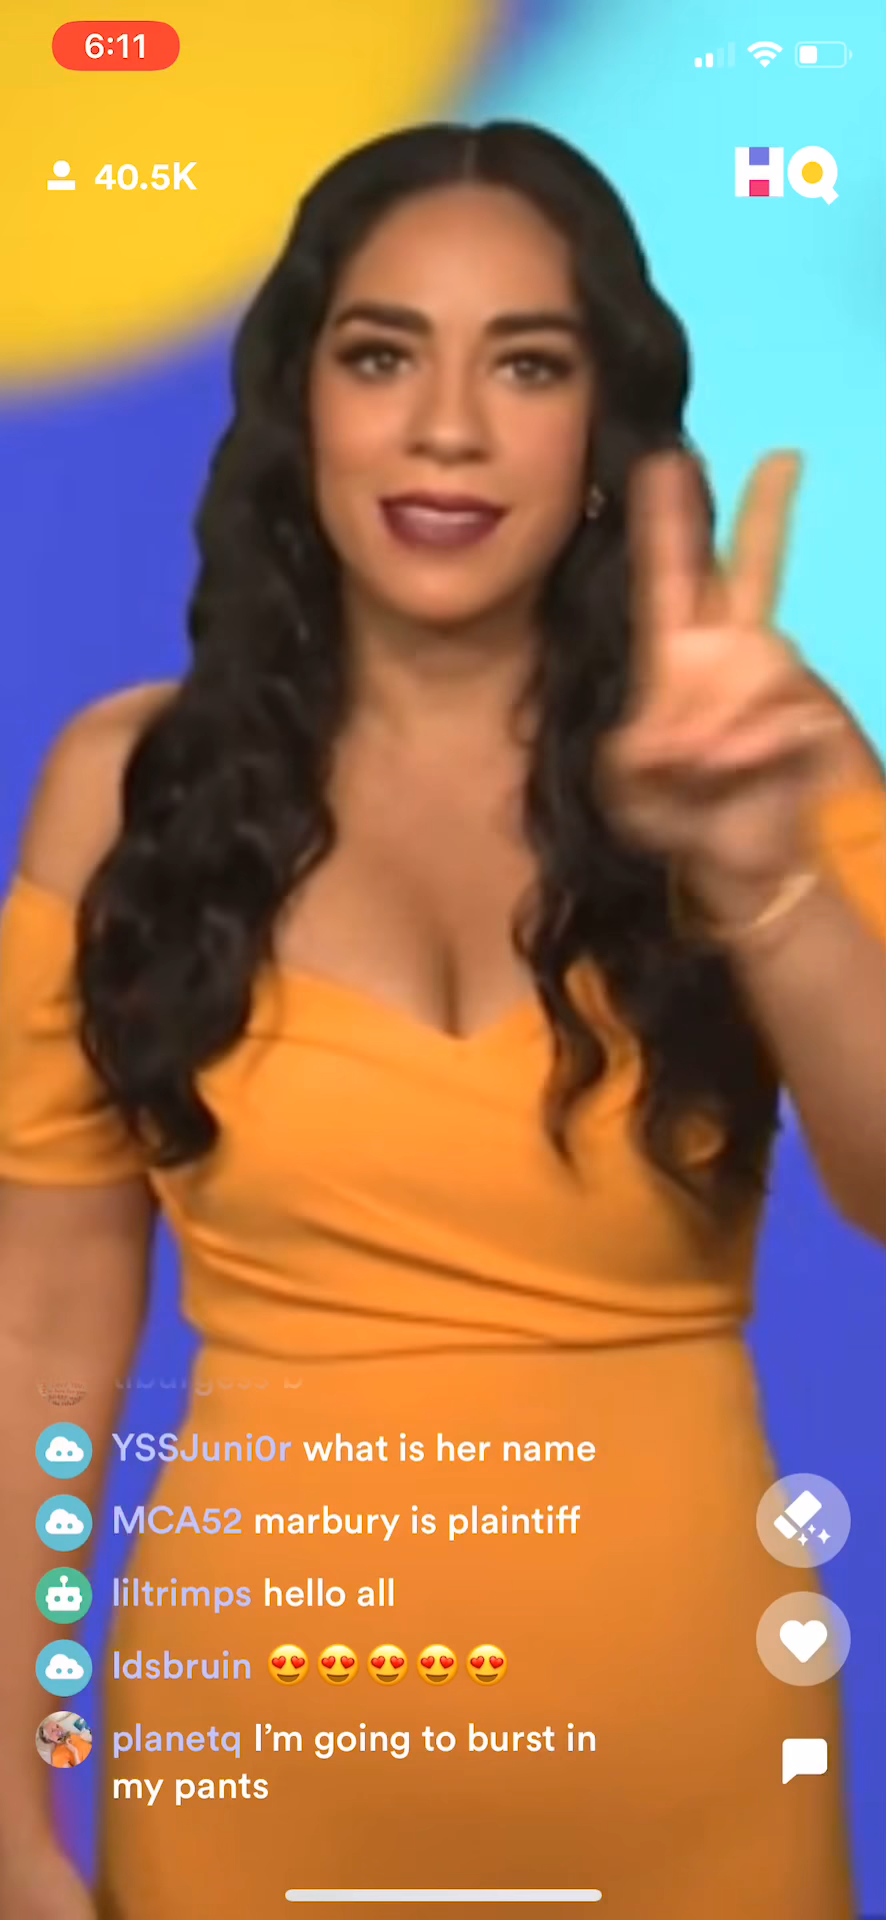 6:11
40.5K
HQ
YSSJuni0r what is her name
MCA52 marbury is plaintiff
liltrimps hello all
ldsbruin 😍😍😍😍😍
planetq I’m going to burst in
my pants